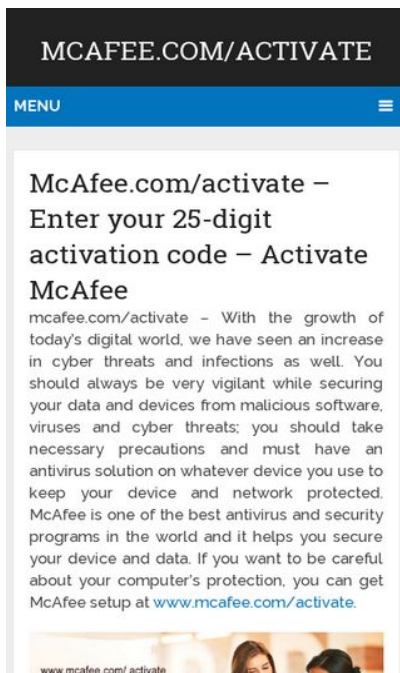 MCAFEE.COM/ACTIVATE
MENU
McAfee.com/activate –
Enter your 25-digit
activation code – Activate
McAfee
mcafee.com/activate – With the growth of
today's digital world, we have seen an increase
in cyber threats and infections as well. You
should always be very vigilant while securing
your data and devices from malicious software,
viruses and cyber threats; you should take
necessary precautions and must have an
antivirus solution on whatever device you use to
keep your device and network protected.
McAfee is one of the best antivirus and security
programs in the world and it helps you secure
your device and data. If you want to be careful
about your computer's protection, you can get
McAfee setup at www.mcafee.com/activate.
www.mcafee.com/ activate